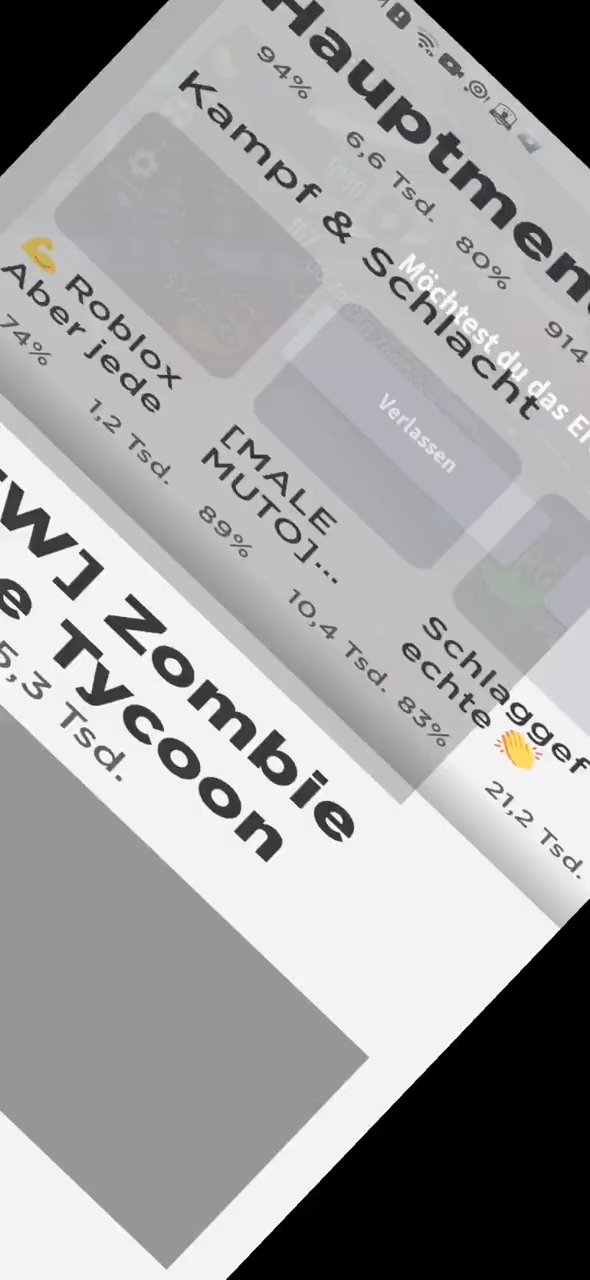 Hauptmen
94% 6,6 Tsd. 80% 914
Kampf & Schlacht
Möchtest du das
Verlassen
💪 Roblox
Aber jede
74% 1,2 Tsd.
[MALE
MUTO]...
89% 10,4 Tsd.
Schlaggef
echte 👏
83% 21,2 Tsd.
W] Zombie
e Tycoon
5,3 Tsd.